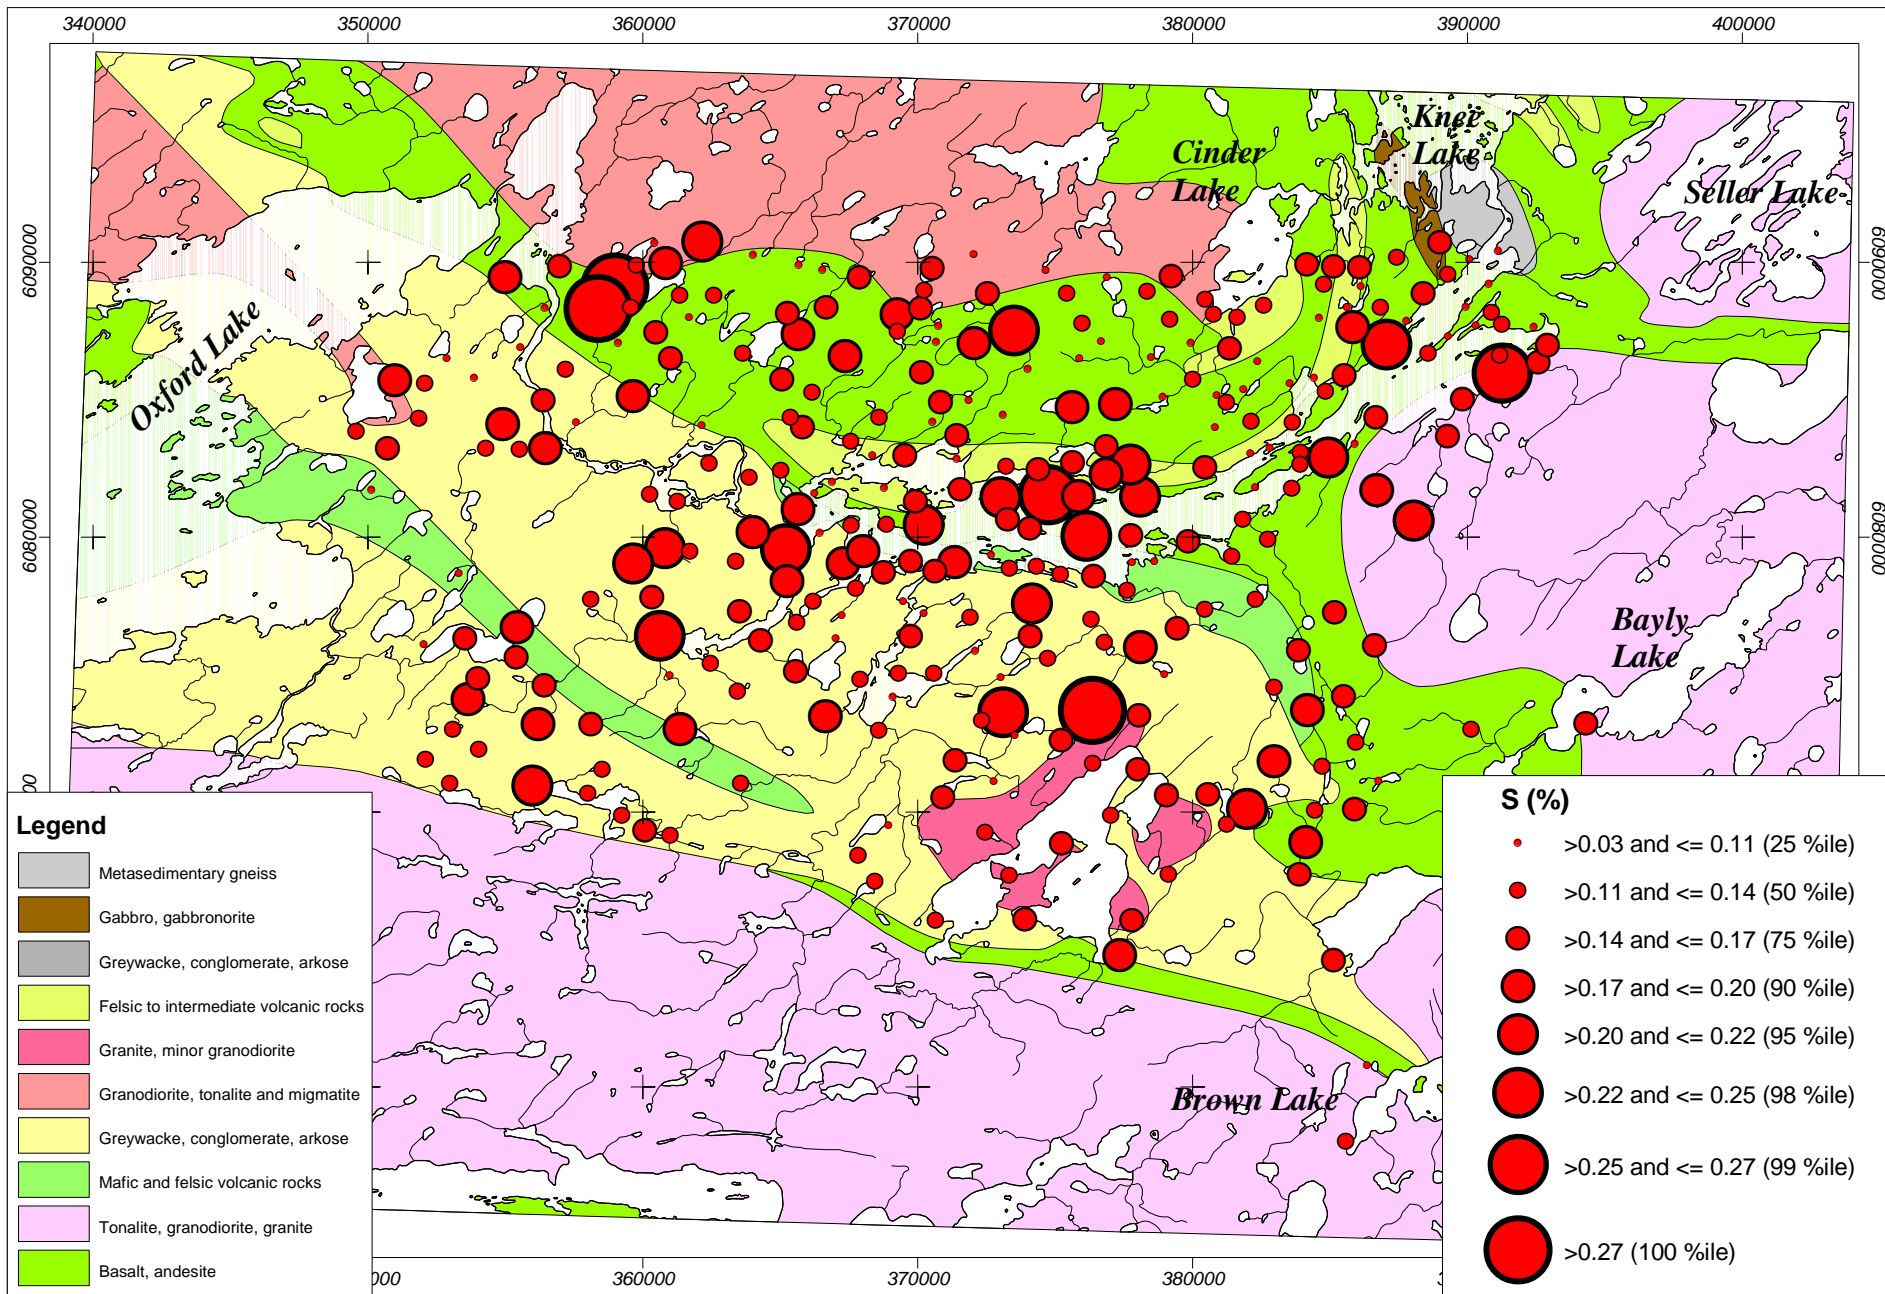 340000
350000
360000
370000
380000
390000
400000
Knee
Lake
Cinder
Lake
Seller Lake
Oxford Lake
Bayly
Lake
Brown Lake
6090000
6080000
6090000
6080000
Legend
Metasedimentary gneiss
Gabbro, gabbronorite
Greywacke, conglomerate, arkose
Felsic to intermediate volcanic rocks
Granite, minor granodiorite
Granodiorite, tonalite and migmatite
Greywacke, conglomerate, arkose
Mafic and felsic volcanic rocks
Tonalite, granodiorite, granite
Basalt, andesite
S (%)
>0.03 and <= 0.11 (25 %ile)
>0.11 and <= 0.14 (50 %ile)
>0.14 and <= 0.17 (75 %ile)
>0.17 and <= 0.20 (90 %ile)
>0.20 and <= 0.22 (95 %ile)
>0.22 and <= 0.25 (98 %ile)
>0.25 and <= 0.27 (99 %ile)
>0.27 (100 %ile)
360000
370000
380000